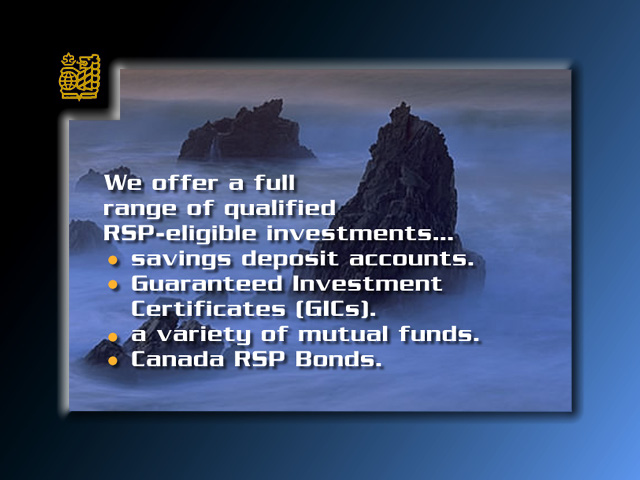 We offer a full
range of qualified
RSP-eligible investments...
• savings deposit accounts.
• Guaranteed Investment
Certificates (GICs).
• a variety of mutual funds.
• Canada RSP Bonds.